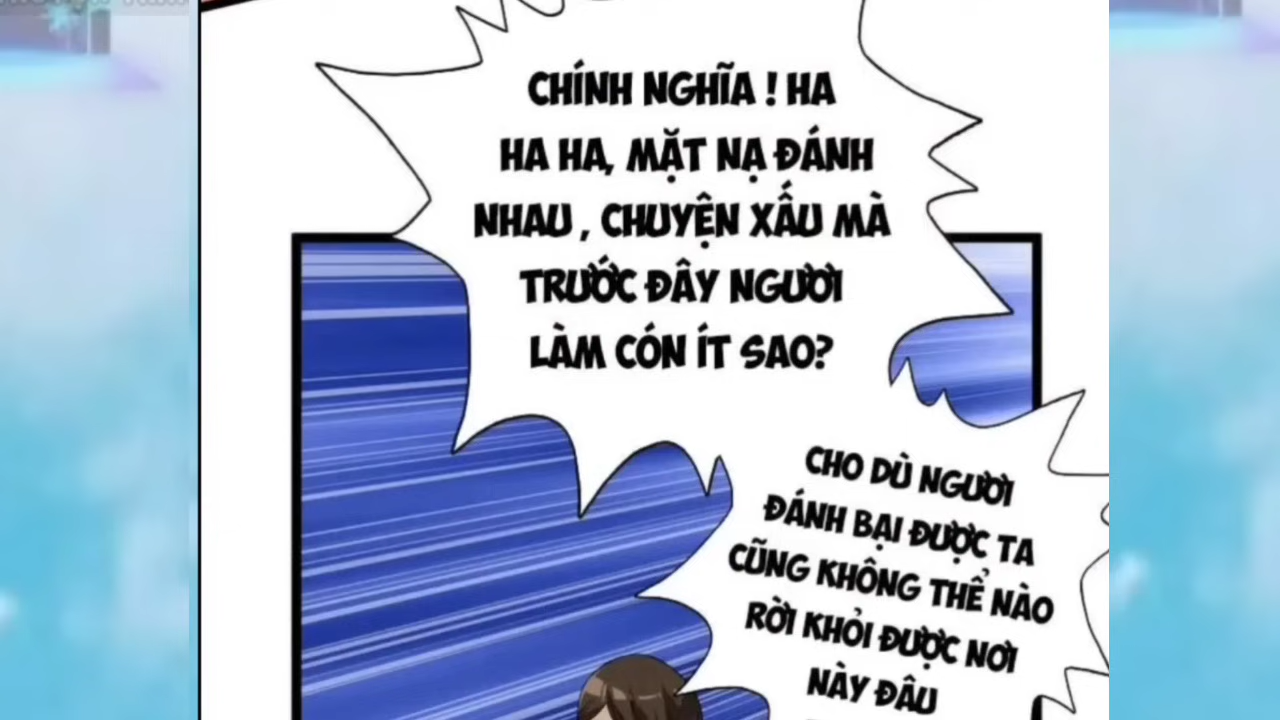 CHÍNH NGHĨA ! HA
HA HA, MẶT NẠ ĐÁNH
NHAU , CHUYỆN XẤU MÀ
TRƯỚC ĐÂY NGƯƠI
LÀM CÓN ÍT SAO?
CHO DÙ NGƯƠI
ĐÁNH BẠI ĐƯỢC TA
CŨNG KHÔNG THỂ NÀO
RỜI KHỎI ĐƯỢC NƠI
NÀY ĐÂU